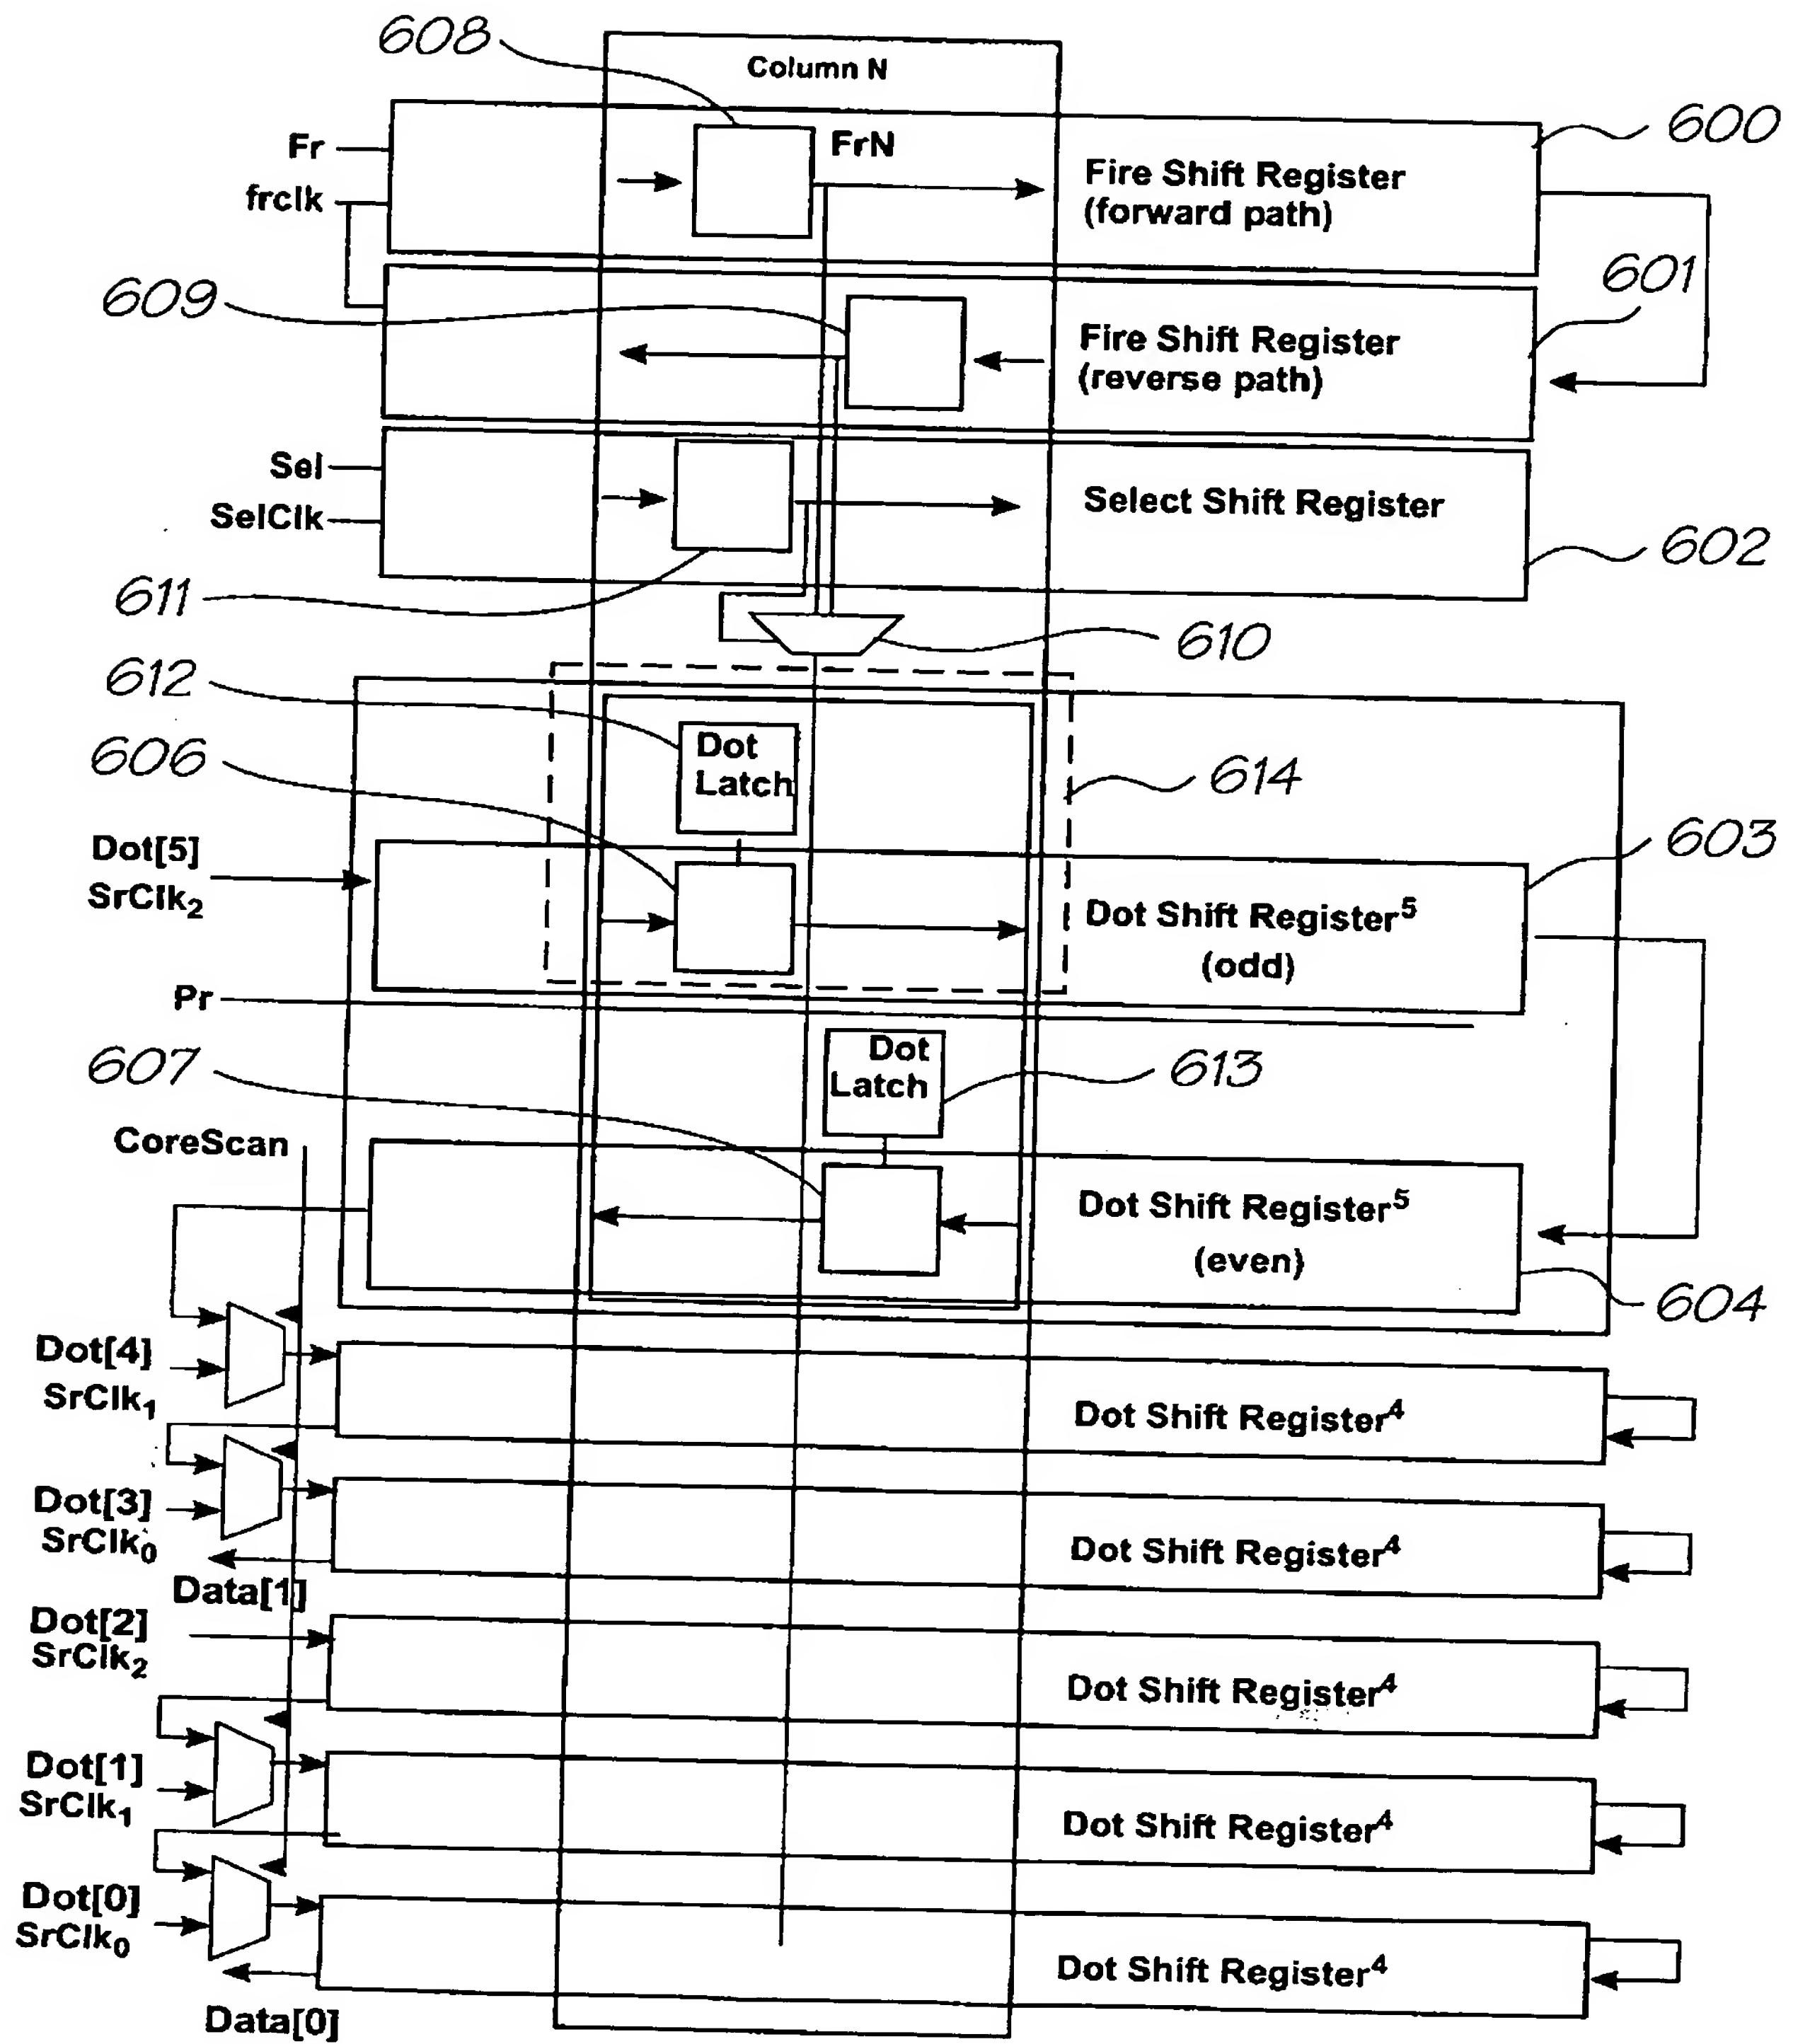 608
Column N
600
Fr
FrN
frclk
Fire Shift Register
(forward path)
601
609
Fire Shift Register
(reverse path)
Sel
SelClk
Select Shift Register
602
611
610
612
606
Dot
Latch
614
603
Dot[5]
SrClk₂
Dot Shift Register⁵
(odd)
Pr
607
Dot
Latch
613
CoreScan
Dot Shift Register⁵
(even)
604
Dot[4]
SrClk₁
Dot Shift Register⁴
Dot[3]
SrClk₀
Dot Shift Register⁴
Data[1]
Dot[2]
SrClk₂
Dot Shift Register⁴
Dot[1]
SrClk₁
Dot Shift Register⁴
Dot[0]
SrClk₀
Dot Shift Register⁴
Data[0]